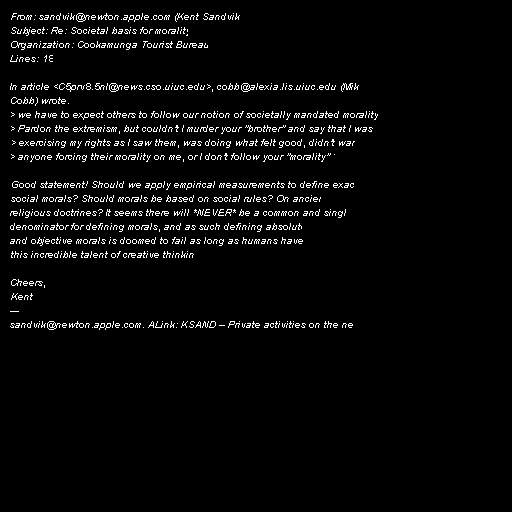 From: sandvik@newton.apple.com (Kent Sandvik
Subject: Re: Societal basis for morality
Organization: Cookamunga Tourist Bureau
Lines: 18
In article <C5prv8.5nl@news.cso.uiuc.edu>, cobb@alexia.lis.uiuc.edu (Mik
Cobb) wrote.
> we have to expect others to follow our notion of societally mandated morality
> Pardon the extremism, but couldn't I murder your "brother" and say that I was
> exercising my rights as I saw them, was doing what felt good, didn't wan
> anyone forcing their morality on me, or I don't follow your "morality" ?
Good statement! Should we apply empirical measurements to define exac
social morals? Should morals be based on social rules? On ancien
religious doctrines? It seems there will *NEVER* be a common and singl
denominator for defining morals, and as such defining absolut
and objective morals is doomed to fail as long as humans have
this incredible talent of creative thinkin
Cheers,
Kent
---
sandvik@newton.apple.com. ALink: KSAND -- Private activities on the ne